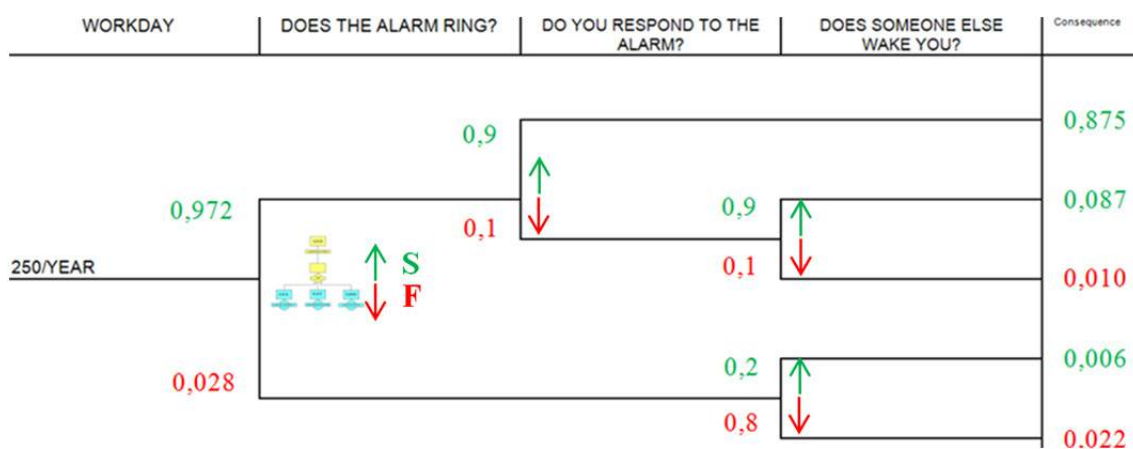 WORKDAY
DOES THE ALARM RING?
DO YOU RESPOND TO THE
ALARM?
DOES SOMEONE ELSE
WAKE YOU?
Consequence
0,9
0,875
0,972
0,1
0,9
0,087
250/YEAR
S
F
0,1
0,010
0,028
0,2
0,006
0,8
0.022